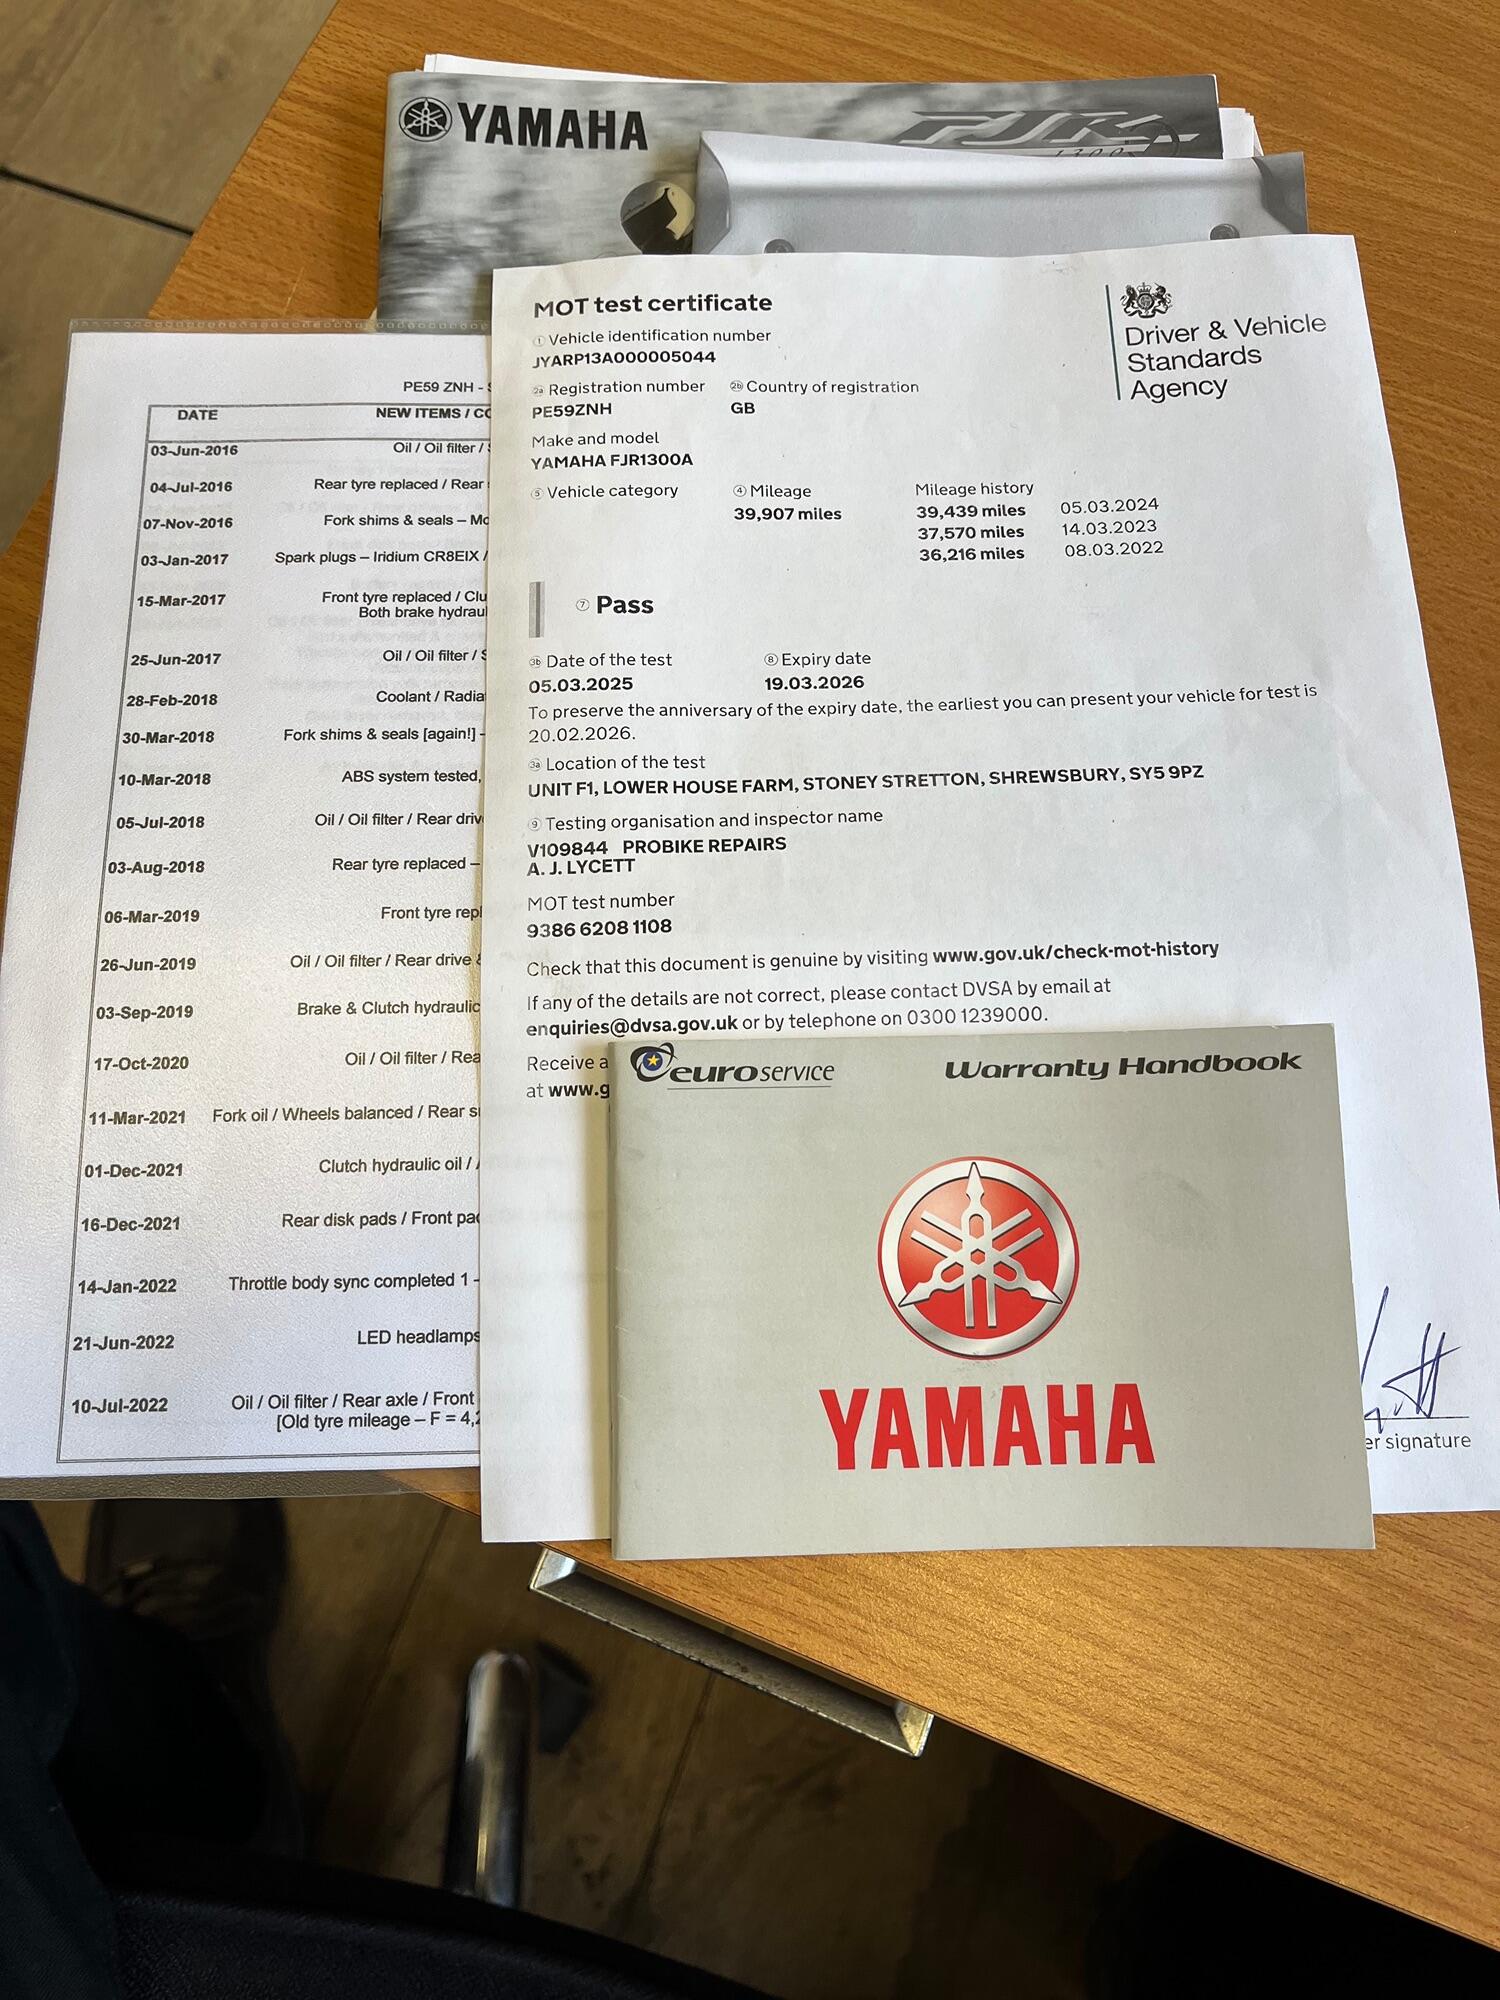 YAMAHA
FJR
1300
PE59 ZNH -
DATE
NEW ITEMS / CO
03-Jun-2016
Oil / Oil filter /
04-Jul-2016
Rear tyre replaced / Rear
07-Nov-2016
Fork shims & seals – Mo
03-Jan-2017
Spark plugs – Iridium CR8EIX /
15-Mar-2017
Front tyre replaced / Clu
Both brake hydrau
25-Jun-2017
Oil / Oil filter /
28-Feb-2018
Coolant / Radia
30-Mar-2018
Fork shims & seals [again!] -
10-Mar-2018
ABS system tested,
05-Jul-2018
Oil / Oil filter / Rear driv
03-Aug-2018
Rear tyre replaced –
06-Mar-2019
Front tyre repl
26-Jun-2019
Oil / Oil filter / Rear drive &
03-Sep-2019
Brake & Clutch hydraulic
17-Oct-2020
Oil / Oil filter / Rea
11-Mar-2021
Fork oil / Wheels balanced / Rear s
01-Dec-2021
Clutch hydraulic oil /
16-Dec-2021
Rear disk pads / Front pad
14-Jan-2022
Throttle body sync completed 1 -
21-Jun-2022
LED headlamps
10-Jul-2022
Oil / Oil filter / Rear axle / Front
[Old tyre mileage – F = 4,2
MOT test certificate
Driver & Vehicle
Standards
Agency
1 Vehicle identification number
JYARP13A000005044
2a Registration number
2b Country of registration
PE59ZNH
GB
Make and model
YAMAHA FJR1300A
5 Vehicle category
4 Mileage
Mileage history
39,907 miles
39,439 miles 05.03.2024
37,570 miles 14.03.2023
36,216 miles 08.03.2022
7 Pass
3b Date of the test
8 Expiry date
05.03.2025
19.03.2026
To preserve the anniversary of the expiry date, the earliest you can present your vehicle for test is
20.02.2026.
3a Location of the test
UNIT F1, LOWER HOUSE FARM, STONEY STRETTON, SHREWSBURY, SY5 9PZ
9 Testing organisation and inspector name
V109844 PROBIKE REPAIRS
A. J. LYCETT
MOT test number
9386 6208 1108
Check that this document is genuine by visiting www.gov.uk/check-mot-history
If any of the details are not correct, please contact DVSA by email at
enquiries@dvsa.gov.uk or by telephone on 0300 1239000.
Receive a
at www.g
er signature
euroservice
Warranty Handbook
YAMAHA